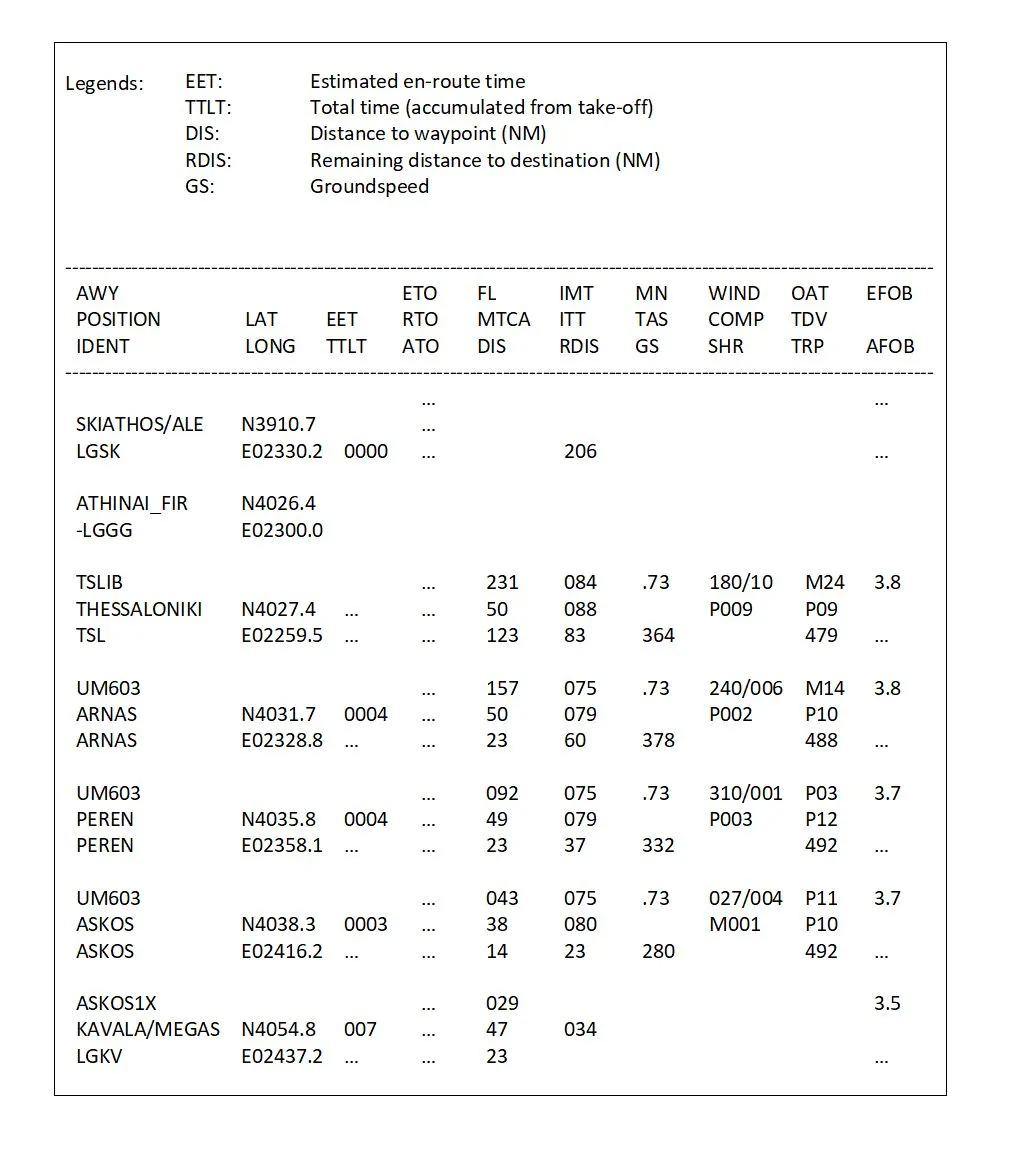 Legends: EET: Estimated en-route time
TTLT: Total time (accumulated from take-off)
DIS: Distance to waypoint (NM)
RDIS: Remaining distance to destination (NM)
GS: Groundspeed
AWY ETO FL IMT MN WIND OAT EFOB
POSITION LAT EET RTO MTCA ITT TAS COMP TDV
IDENT LONG TTLT ATO DIS RDIS GS SHR TRP AFOB
... ...
SKIATHOS/ALE N3910.7 ...
LGSK E02330.2 0000 ... 206 ...
ATHINAI_FIR N4026.4
-LGGG E02300.0
TSLIB ... 231 084 .73 180/10 M24 3.8
THESSALONIKI N4027.4 ... ... 50 088 P009 P09
TSL E02259.5 ... ... 123 83 364 479 ...
UM603 ... 157 075 .73 240/006 M14 3.8
ARNAS N4031.7 0004 ... 50 079 P002 P10
ARNAS E02328.8 ... ... 23 60 378 488 ...
UM603 ... 092 075 .73 310/001 P03 3.7
PEREN N4035.8 0004 ... 49 079 P003 P12
PEREN E02358.1 ... ... 23 37 332 492 ...
UM603 ... 043 075 .73 027/004 P11 3.7
ASKOS N4038.3 0003 ... 38 080 M001 P10
ASKOS E02416.2 ... ... 14 23 280 492 ...
ASKOS1X ... 029 3.5
KAVALA/MEGAS N4054.8 007 ... 47 034
LGKV E02437.2 ... ... 23 ...